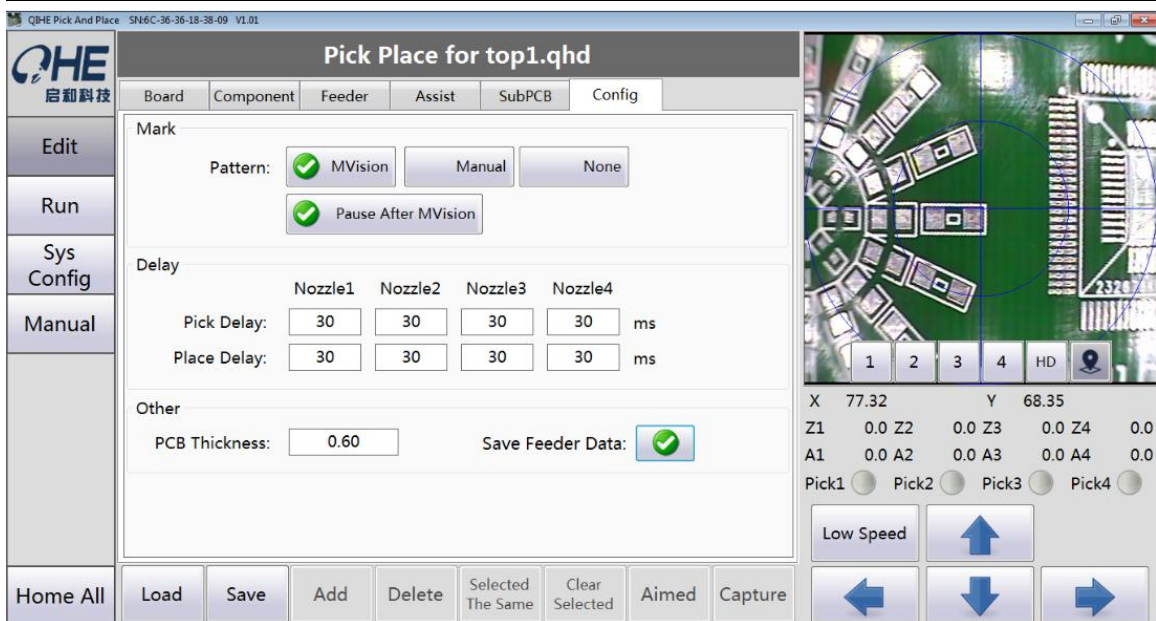 QIHE Pick And Place SN:6C-36-36-18-38-09 V1.01
QiHE
启和科技
Pick Place for top1.qhd
Board Component Feeder Assist SubPCB Config
Edit
Run
Sys
Config
Manual
Home All
Mark
Pattern: MVision Manual None
Pause After MVision
Delay
Nozzle1 Nozzle2 Nozzle3 Nozzle4
Pick Delay: 30 30 30 30 ms
Place Delay: 30 30 30 30 ms
Other
PCB Thickness: 0.60 Save Feeder Data:
Load Save Add Delete Selected The Same Clear Selected Aimed Capture
2328
1 2 3 4 HD
X 77.32 Y 68.35
Z1 0.0 Z2 0.0 Z3 0.0 Z4 0.0
A1 0.0 A2 0.0 A3 0.0 A4 0.0
Pick1 Pick2 Pick3 Pick4
Low Speed